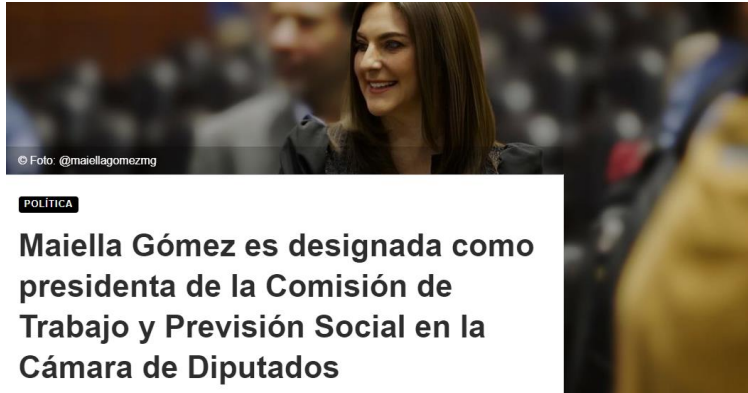 © Foto: @maiellagomezmg
POLÍTICA
Maiella Gómez es designada como
presidenta de la Comisión de
Trabajo y Previsión Social en la
Cámara de Diputados